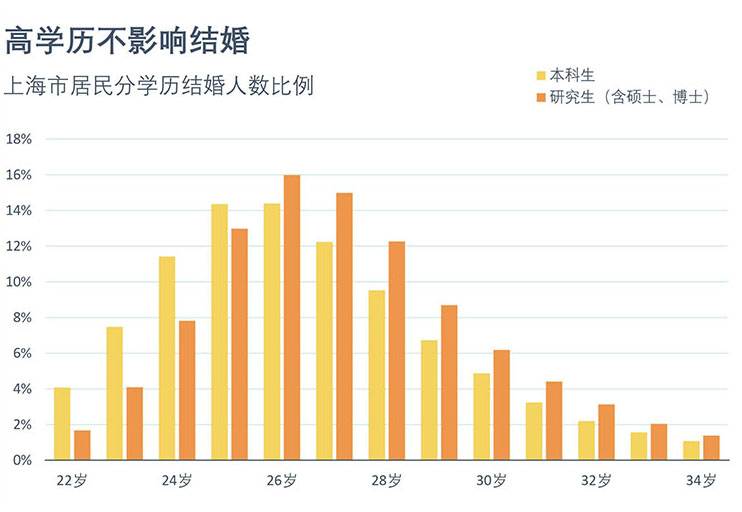 高学历不影响结婚
上海市居民分学历结婚人数比例
本科生
研究生（含硕士、博士）
18%
16%
14%
12%
10%
8%
6%
4%
2%
0%
22岁 24岁 26岁 28岁 30岁 32岁 34岁